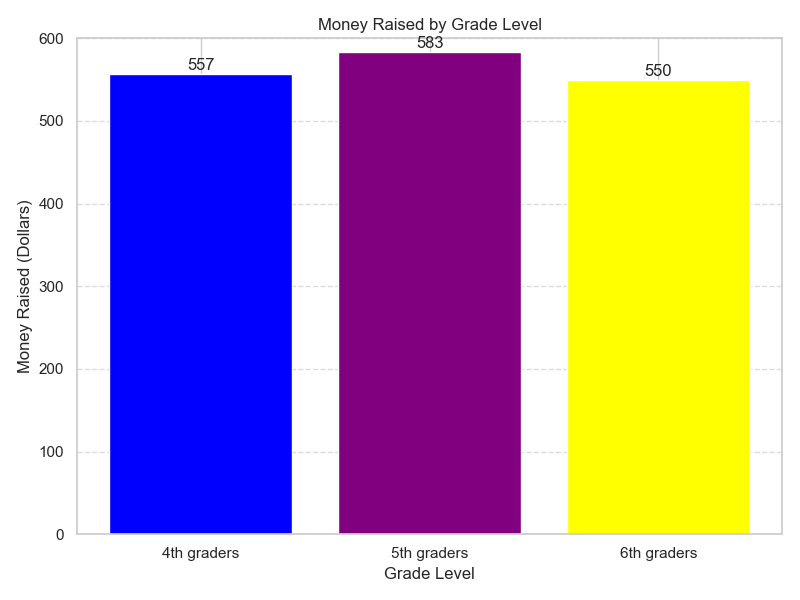 Money Raised by Grade Level
600
500
400
300
200
100
0
Money Raised (Dollars)
557
583
550
4th graders
5th graders
6th graders
Grade Level